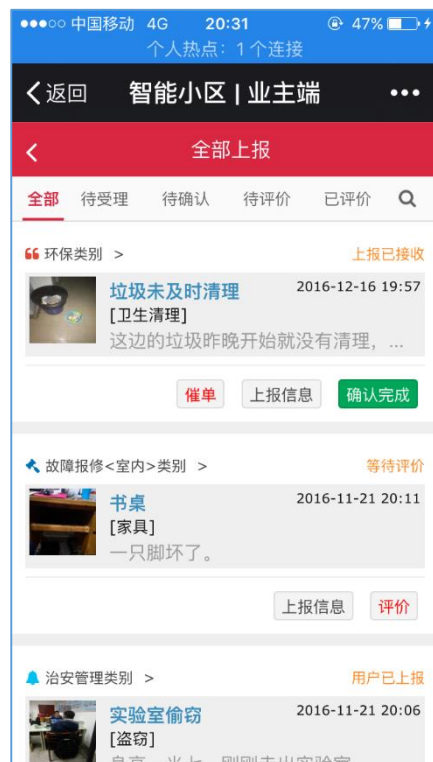 中国移动 4G 20:31 47%
个人热点：1个连接
返回 智能小区 | 业主端
全部上报
全部 待受理 待确认 待评价 已评价
环保类别 > 上报已接收
垃圾未及时清理 2016-12-16 19:57
[卫生清理]
这边的垃圾昨晚开始就没有清理，...
催单 上报信息 确认完成
故障报修<室内>类别 > 等待评价
书桌 2016-11-21 20:11
[家具]
一只脚坏了。
上报信息 评价
治安管理类别 > 用户已上报
实验室偷窃 2016-11-21 20:06
[盗窃]